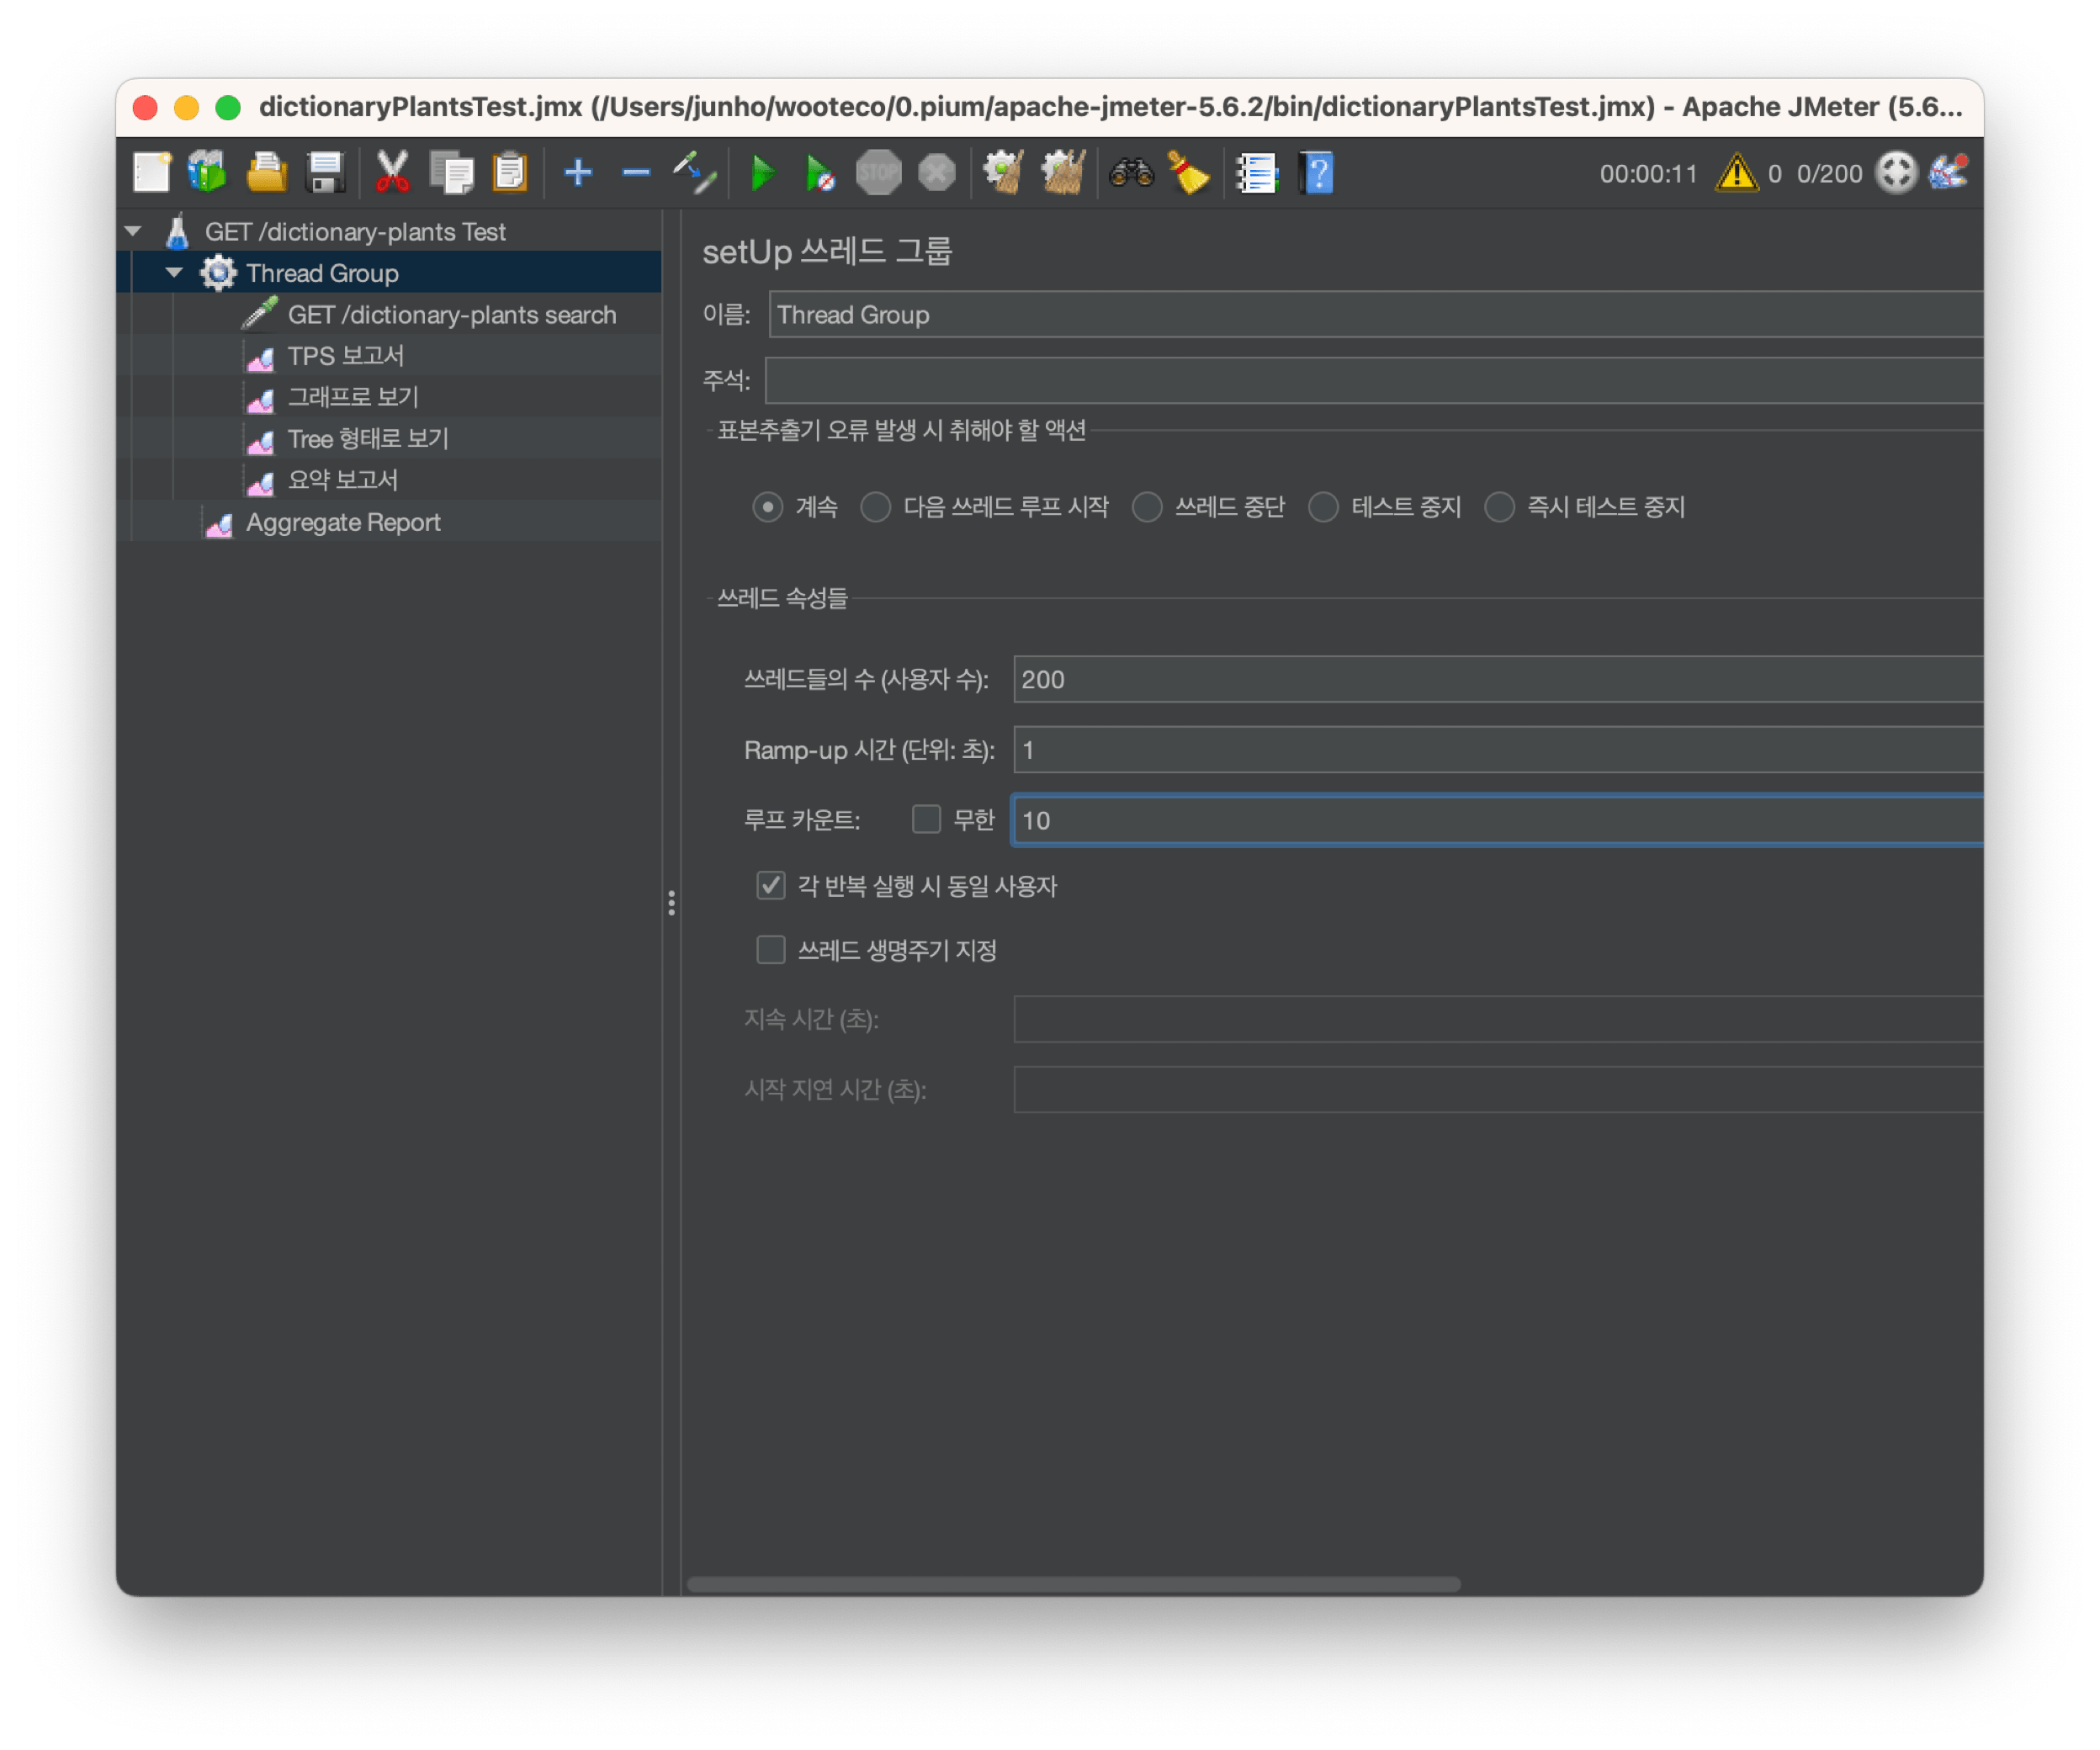 dictionaryPlantsTest.jmx (/Users/junho/wooteco/0.pium/apache-jmeter-5.6.2/bin/dictionaryPlantsTest.jmx) - Apache JMeter (5.6...
STOP
?
00:00:11
0
0/200
GET /dictionary-plants Test
Thread Group
GET /dictionary-plants search
TPS 보고서
그래프로 보기
Tree 형태로 보기
요약 보고서
Aggregate Report
setUp 쓰레드 그룹
이름: Thread Group
주석:
표본추출기 오류 발생 시 취해야 할 액션
계속 다음 쓰레드 루프 시작 쓰레드 중단 테스트 중지 즉시 테스트 중지
쓰레드 속성들
쓰레드들의 수 (사용자 수): 200
Ramp-up 시간 (단위: 초): 1
루프 카운트: 무한 10
각 반복 실행 시 동일 사용자
쓰레드 생명주기 지정
지속 시간 (초):
시작 지연 시간 (초):